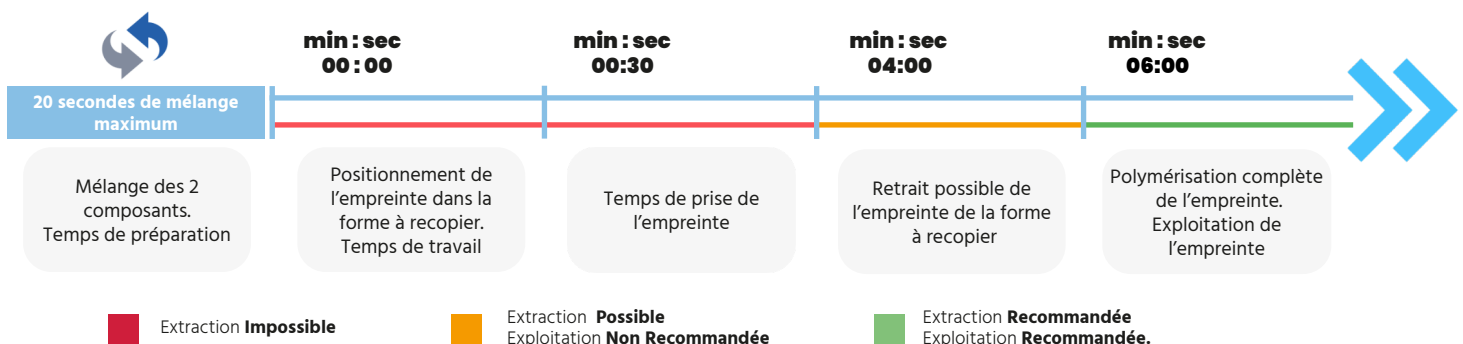 min : sec
00 : 00
min : sec
00:30
min : sec
04:00
min : sec
06:00
20 secondes de mélange
maximum
Mélange des 2
composants.
Temps de préparation
Positionnement de
l'empreinte dans la
forme à recopier.
Temps de travail
Temps de prise de
l'empreinte
Retrait possible de
l'empreinte de la forme
à recopier
Polymérisation complète
de l'empreinte.
Exploitation de
l'empreinte
Extraction Impossible
Extraction Possible
Exploitation Non Recommandée
Extraction Recommandée
Exploitation Recommandée.